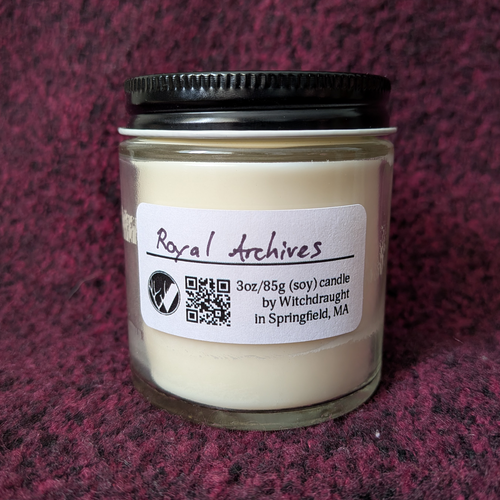 Royal Archives
3oz/85g (soy) candle
by Witchdraught
in Springfield, MA